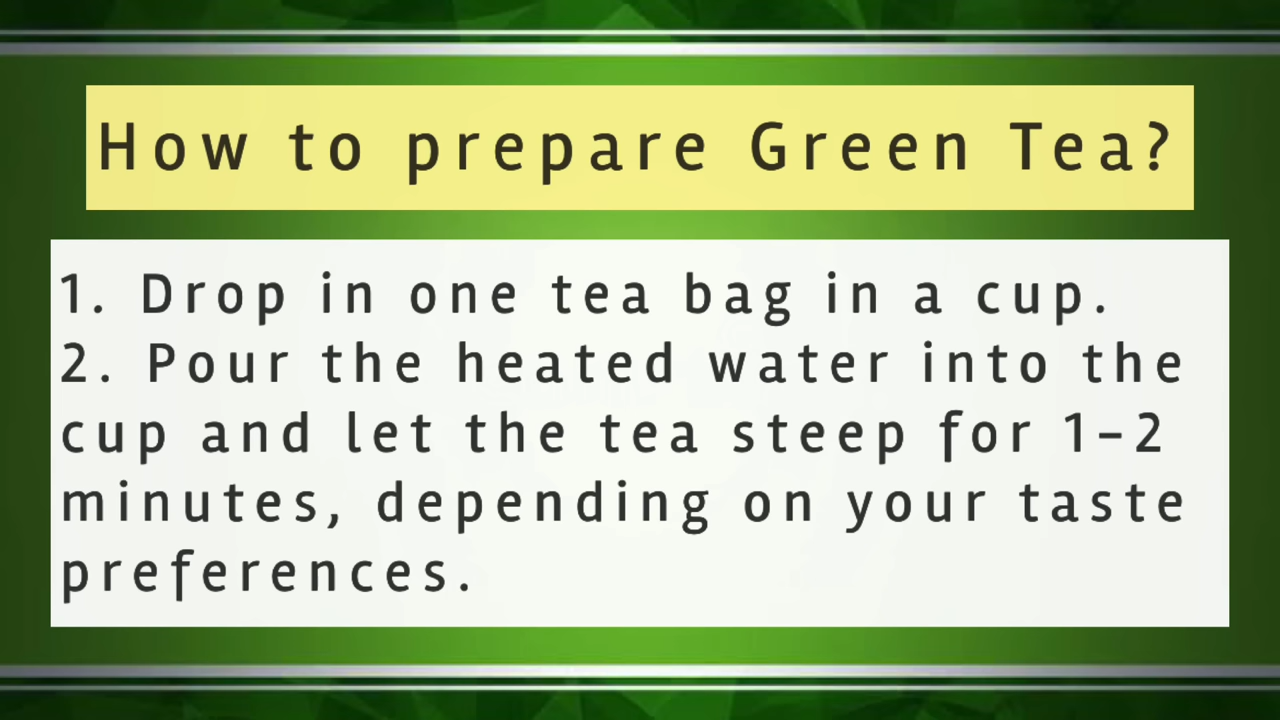 How to prepare Green Tea?
1. Drop in one tea bag in a cup.
2. Pour the heated water into the
cup and let the tea steep for 1–2
minutes, depending on your taste
preferences.